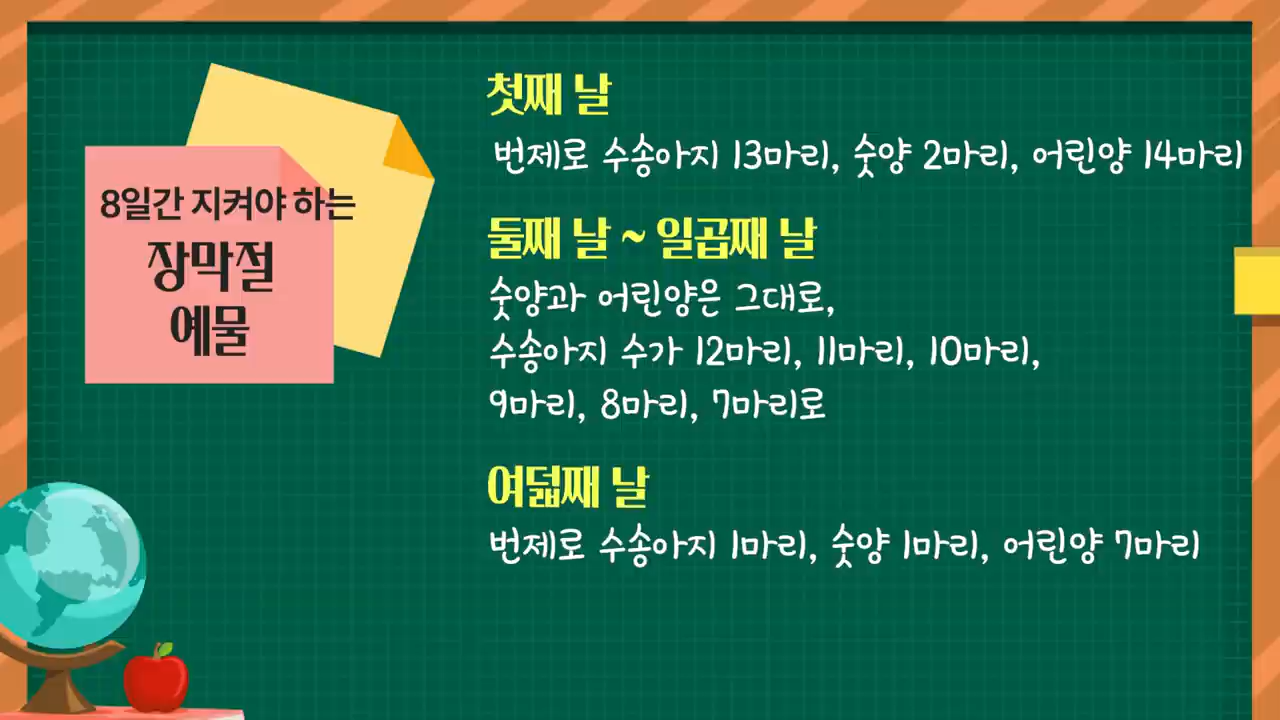 8일간 지켜야 하는
장막절
예물
첫째 날
번제로 수송아지 13마리, 숫양 2마리, 어린양 14마리
둘째 날 ~ 일곱째 날
숫양과 어린양은 그대로,
수송아지 수가 12마리, 11마리, 10마리,
9마리, 8마리, 7마리로
여덟째 날
번제로 수송아지 1마리, 숫양 1마리, 어린양 7마리